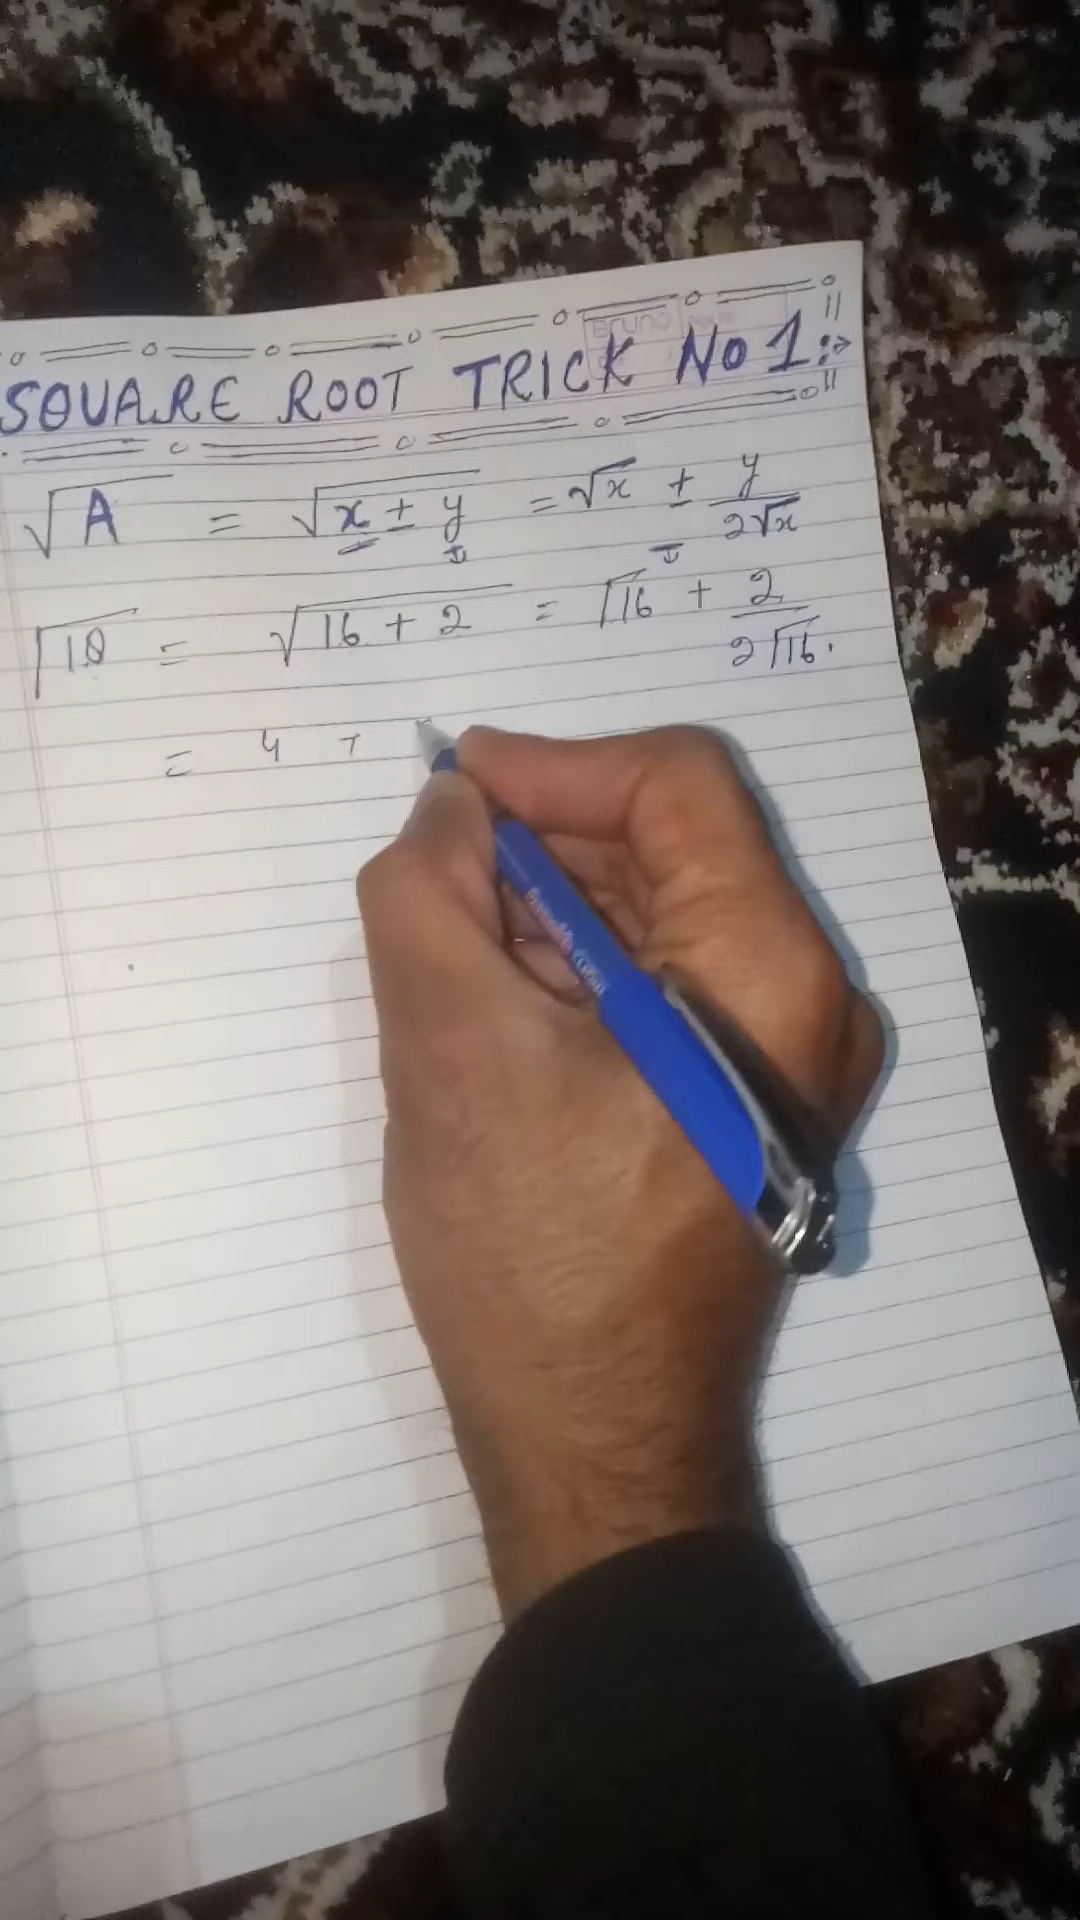 SQUARE ROOT TRICK No 1:->
√A = √x ± y = √x ± y/2√x
√18 = √16 + 2 = √16 + 2/2√16.
= 4 +